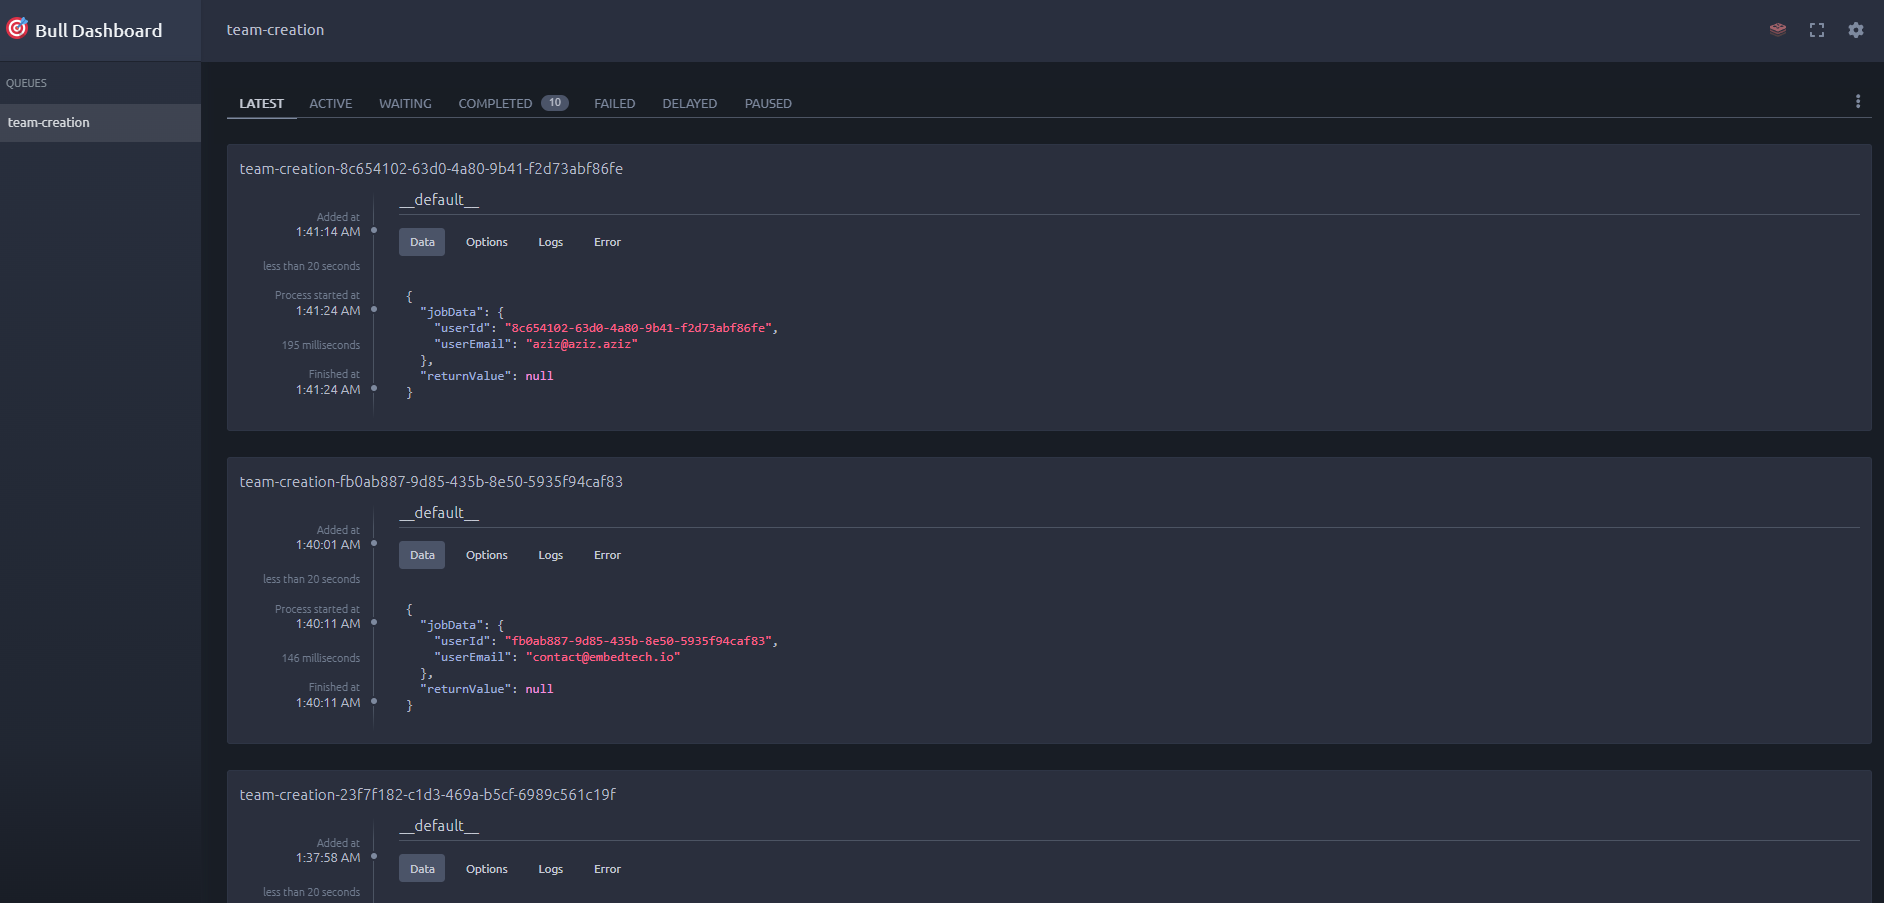 Bull Dashboard
team-creation
QUEUES
team-creation
LATEST ACTIVE WAITING COMPLETED 10 FAILED DELAYED PAUSED
team-creation-8c654102-63d0-4a80-9b41-f2d73abf86fe
Added at
1:41:14 AM
less than 20 seconds
Process started at
1:41:24 AM
195 milliseconds
Finished at
1:41:24 AM
__default__
Data Options Logs Error
{
"jobData": {
"userId": "8c654102-63d0-4a80-9b41-f2d73abf86fe",
"userEmail": "aziz@aziz.aziz"
},
"returnValue": null
}
team-creation-fb0ab887-9d85-435b-8e50-5935f94caf83
Added at
1:40:01 AM
less than 20 seconds
Process started at
1:40:11 AM
146 milliseconds
Finished at
1:40:11 AM
__default__
Data Options Logs Error
{
"jobData": {
"userId": "fb0ab887-9d85-435b-8e50-5935f94caf83",
"userEmail": "contact@embedtech.io"
},
"returnValue": null
}
team-creation-23f7f182-c1d3-469a-b5cf-6989c561c19f
Added at
1:37:58 AM
less than 20 seconds
__default__
Data Options Logs Error